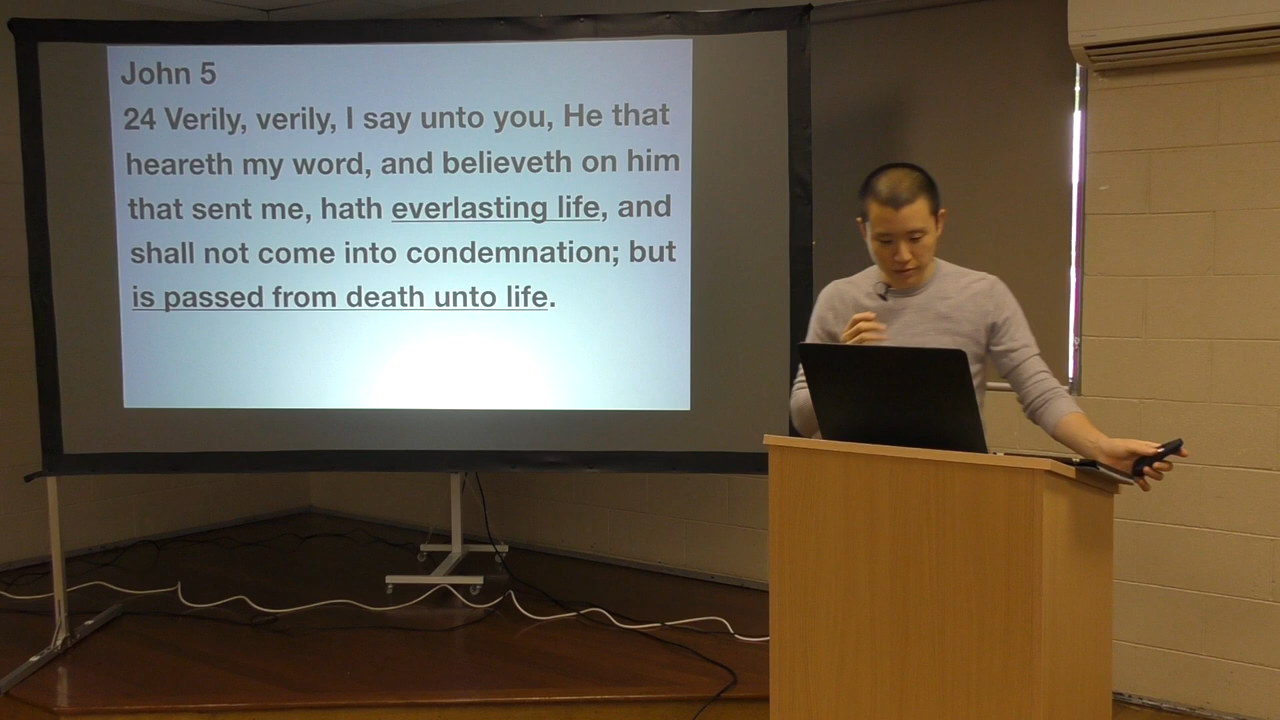 John 5
24 Verily, verily, I say unto you, He that
heareth my word, and believeth on him
that sent me, hath everlasting life, and
shall not come into condemnation; but
is passed from death unto life.